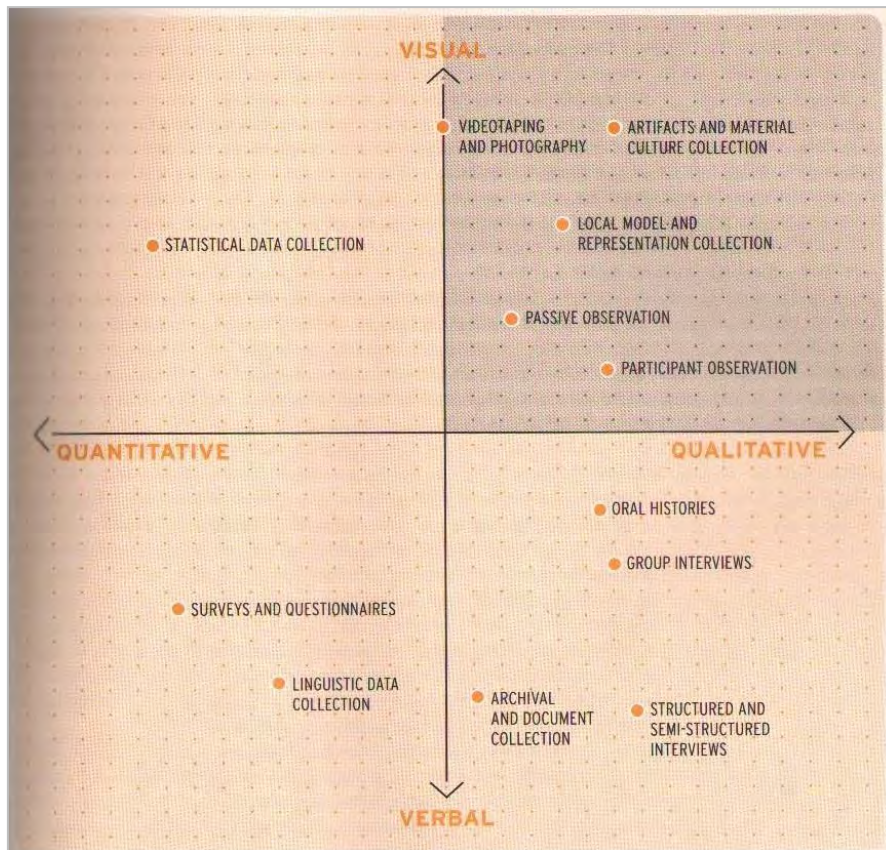 VISUAL
VIDEOTAPING
AND PHOTOGRAPHY
ARTIFACTS AND MATERIAL
CULTURE COLLECTION
STATISTICAL DATA COLLECTION
LOCAL MODEL AND
REPRESENTATION COLLECTION
PASSIVE OBSERVATION
PARTICIPANT OBSERVATION
QUANTITATIVE
QUALITATIVE
ORAL HISTORIES
GROUP INTERVIEWS
SURVEYS AND QUESTIONNAIRES
LINGUISTIC DATA
COLLECTION
ARCHIVAL
AND DOCUMENT
COLLECTION
STRUCTURED AND
SEMI-STRUCTURED
INTERVIEWS
VERBAL